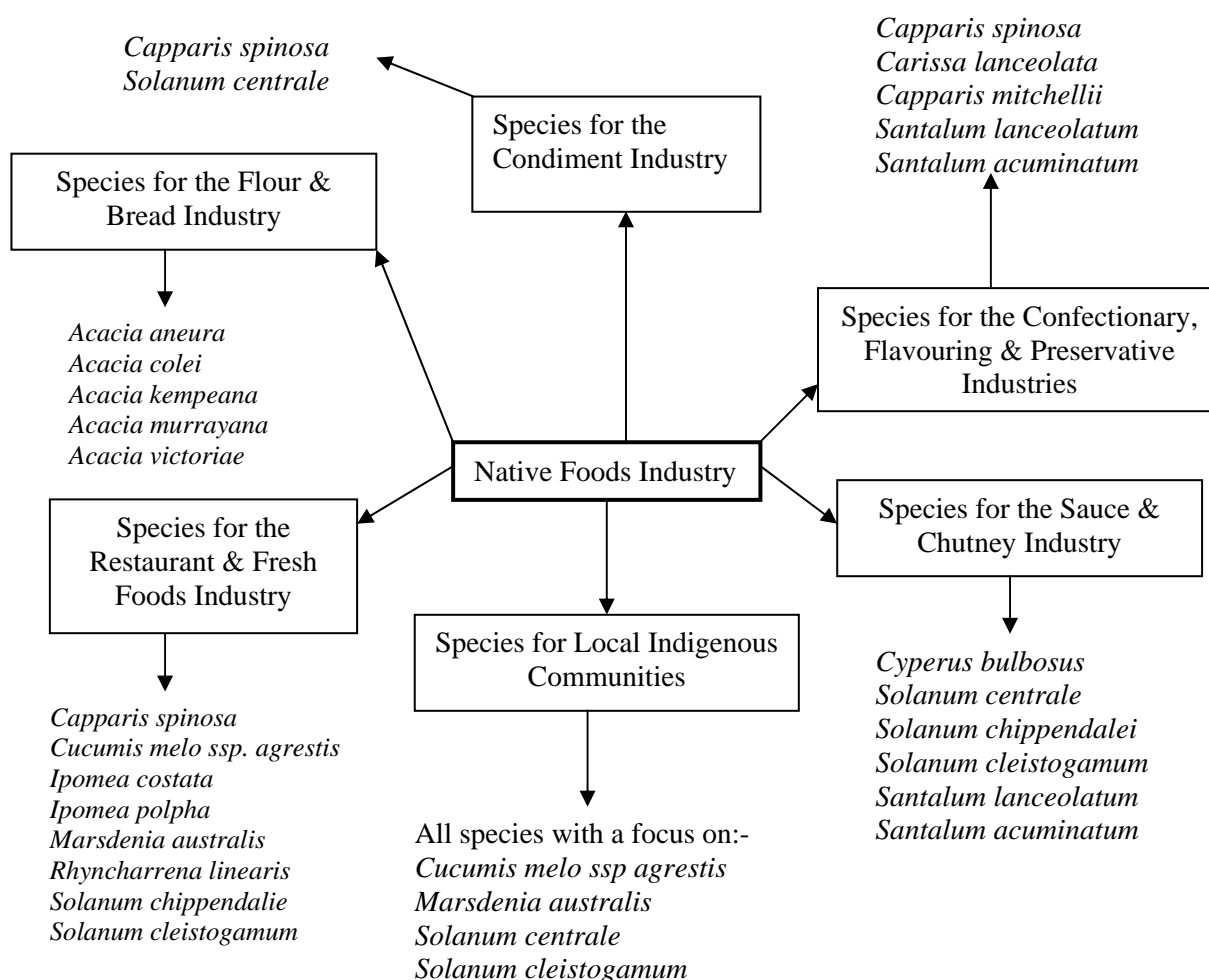 Capparis spinosa
Solanum centrale
Capparis spinosa
Carissa lanceolata
Capparis mitchellii
Santalum lanceolatum
Santalum acuminatum
Species for the
Condiment Industry
Species for the Flour &
Bread Industry
Acacia aneura
Acacia colei
Acacia kempeana
Acacia murrayana
Acacia victoriae
Species for the Confectionary,
Flavouring & Preservative
Industries
Native Foods Industry
Species for the
Restaurant & Fresh
Foods Industry
Species for the Sauce &
Chutney Industry
Species for Local Indigenous
Communities
Capparis spinosa
Cucumis melo ssp. agrestis
Ipomea costata
Ipomea polpha
Marsdenia australis
Rhyncharrena linearis
Solanum chippendalie
Solanum cleistogamum
All species with a focus on:-
Cucumis melo ssp agrestis
Marsdenia australis
Solanum centrale
Solanum cleistogamum
Cyperus bulbosus
Solanum centrale
Solanum chippendalei
Solanum cleistogamum
Santalum lanceolatum
Santalum acuminatum